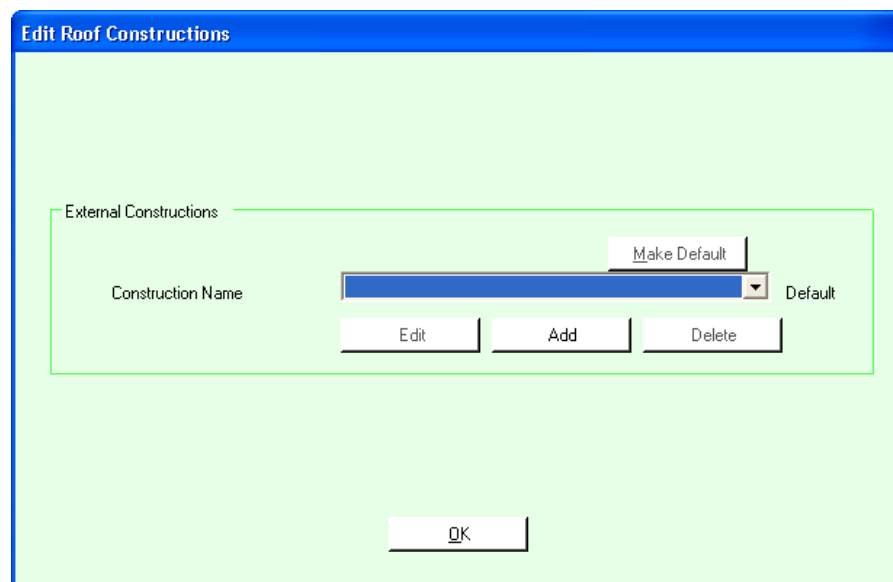 Edit Roof Constructions
External Constructions
Make Default
Construction Name
Default
Edit Add Delete
OK